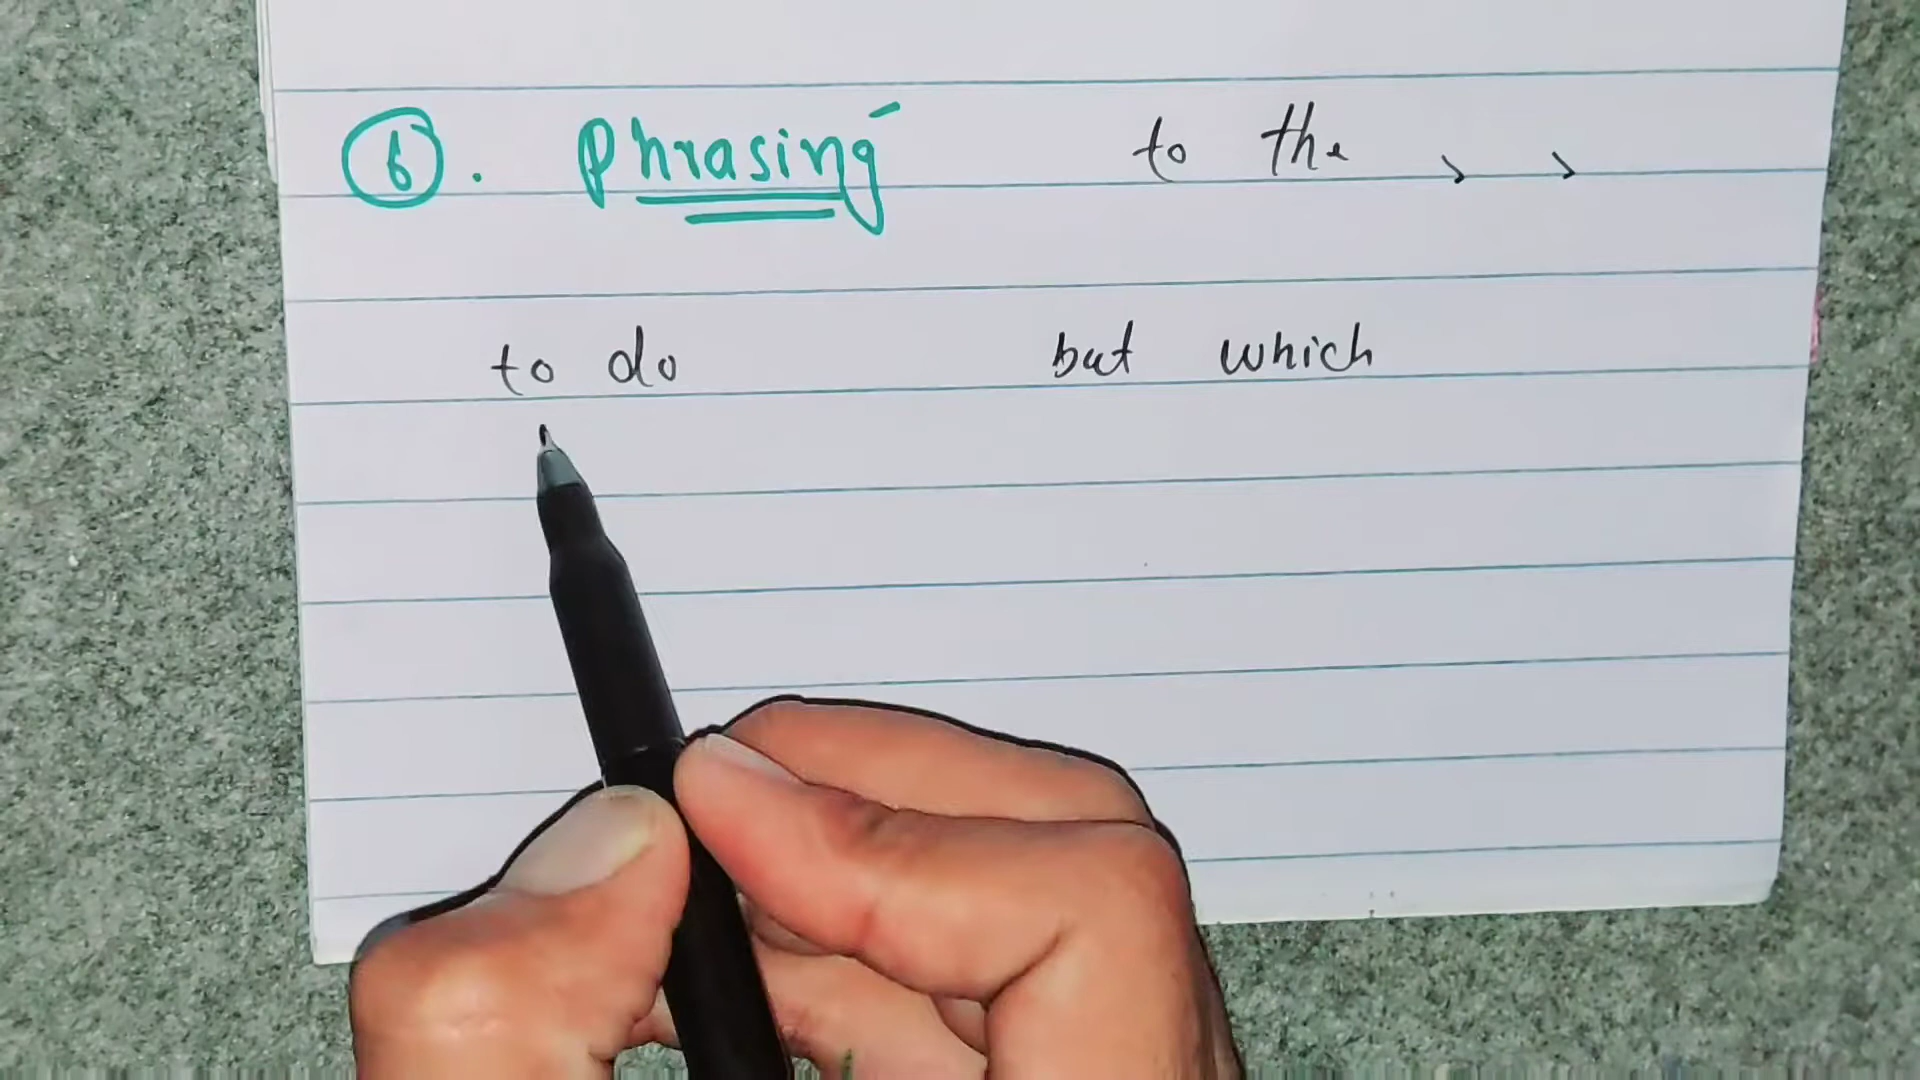 6. Phrasing to the
to do but which